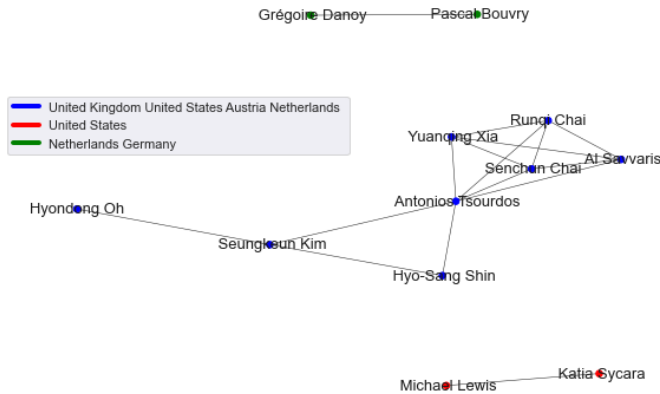 Grégoire Danoy
Pascal Bouvry
United Kingdom United States Austria Netherlands
United States
Netherlands Germany
Runqi Chai
Yuanqing Xia
Senchun Chai
Al Savvaris
Antonios Tsourdos
Hyondong Oh
Seungkeun Kim
Hyo-Sang Shin
Katia Sycara
Michael Lewis